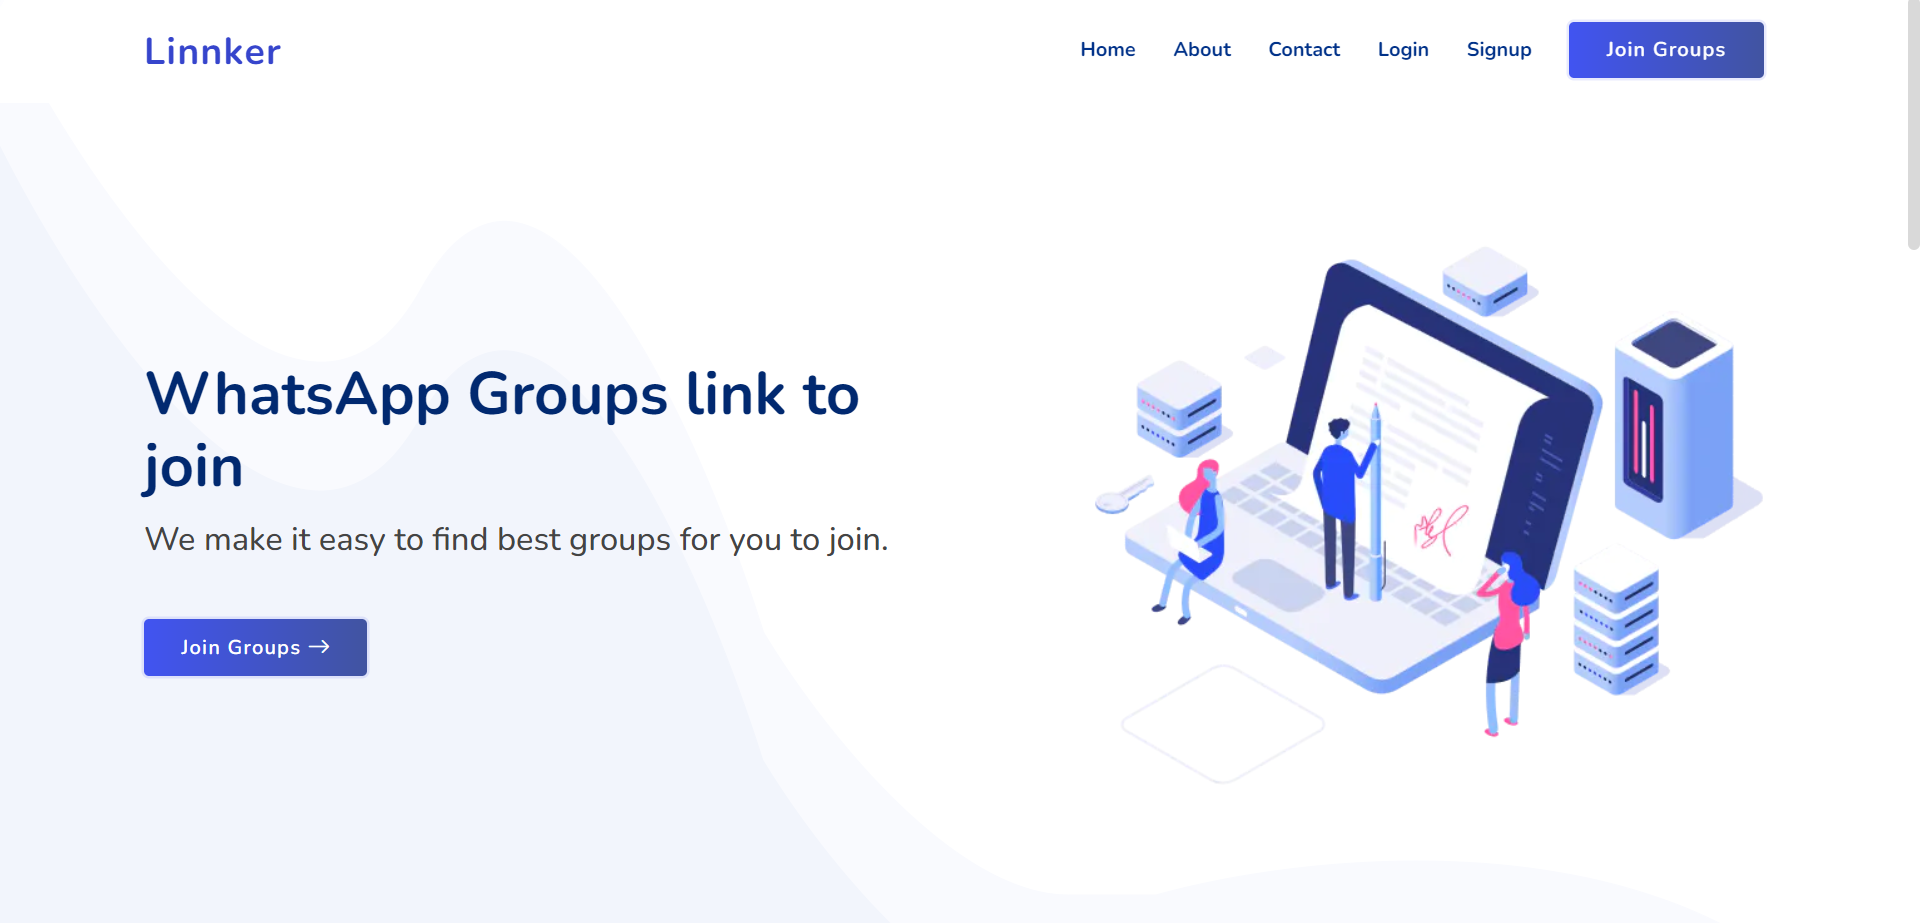 Linnker
Home About Contact Login Signup Join Groups
WhatsApp Groups link to
join
We make it easy to find best groups for you to join.
Join Groups →